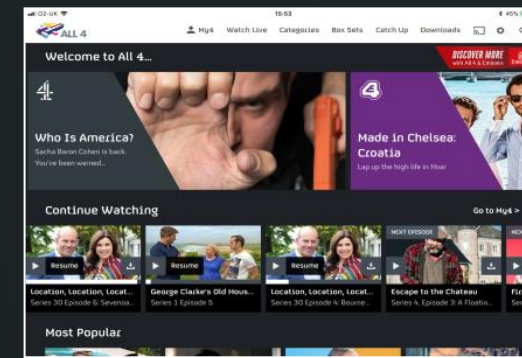 O2-UK
15:53
45%
ALL 4
My4
Watch Live
Categories
Box Sets
Catch Up
Downloads
Welcome to All 4...
DISCOVER MORE
with All 4 & Emirates
4
4
Who Is America?
Sacha Baron Cohen is back.
You've been warned...
Made in Chelsea:
Croatia
Lap up the high life in Hvar
Continue Watching
Go to My4 >
NEXT EPISODE
Resume
Resume
Resume
Location, Location, Locat...
George Clarke's Old Hous...
Location, Location, Locat...
Escape to the Chateau
Series 30 Episode 6: Sevenoa...
Series 1 Episode 5
Series 30 Episode 4: Bourne...
Series 4, Episode 3: A Floatin...
Most Popular